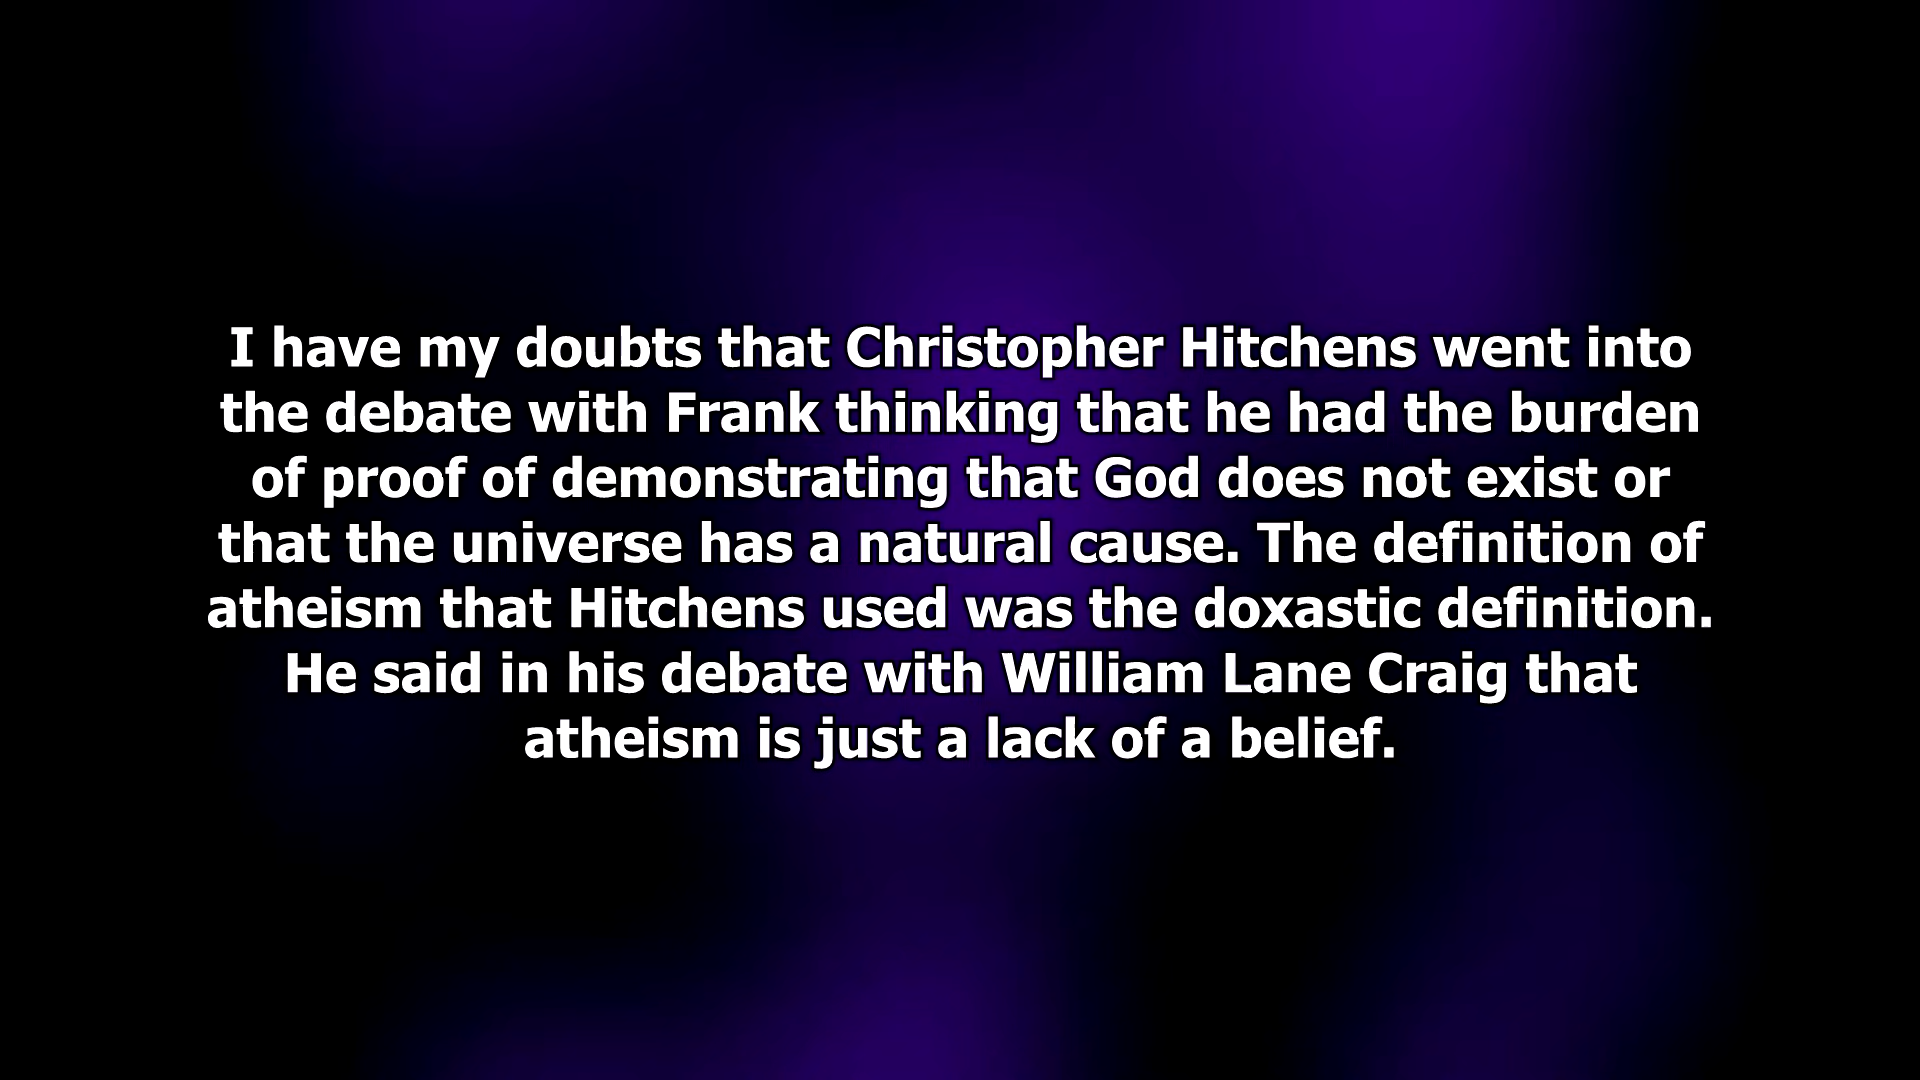 I have my doubts that Christopher Hitchens went into
the debate with Frank thinking that he had the burden
of proof of demonstrating that God does not exist or
that the universe has a natural cause. The definition of
atheism that Hitchens used was the doxastic definition.
He said in his debate with William Lane Craig that
atheism is just a lack of a belief.